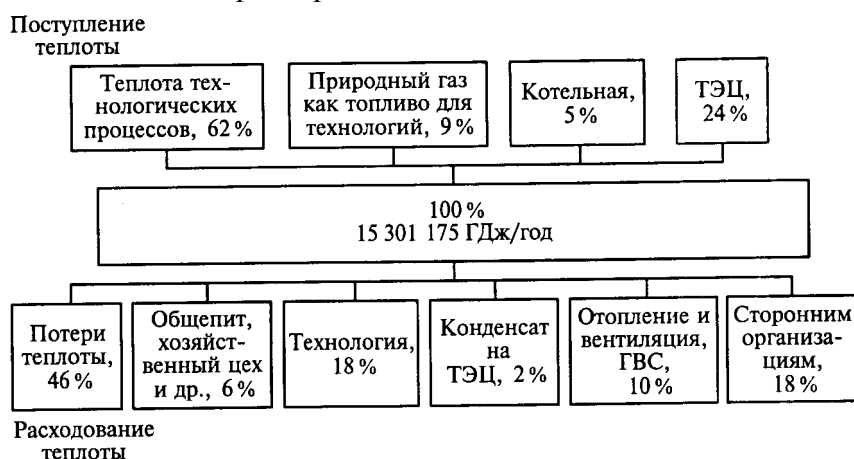 Поступление
теплоты
Теплота тех-
нологических
процессов, 62 %
Природный газ
как топливо для
технологий, 9 %
Котельная,
5 %
ТЭЦ,
24 %
100 %
15 301 175 ГДж/год
Потери
теплоты,
46 %
Общепит,
хозяйст-
венный цех
и др., 6 %
Технология,
18 %
Конденсат
на
ТЭЦ, 2 %
Отопление и
вентиляция,
ГВС,
10 %
Сторонним
организа-
циям,
18 %
Расходование
теплоты